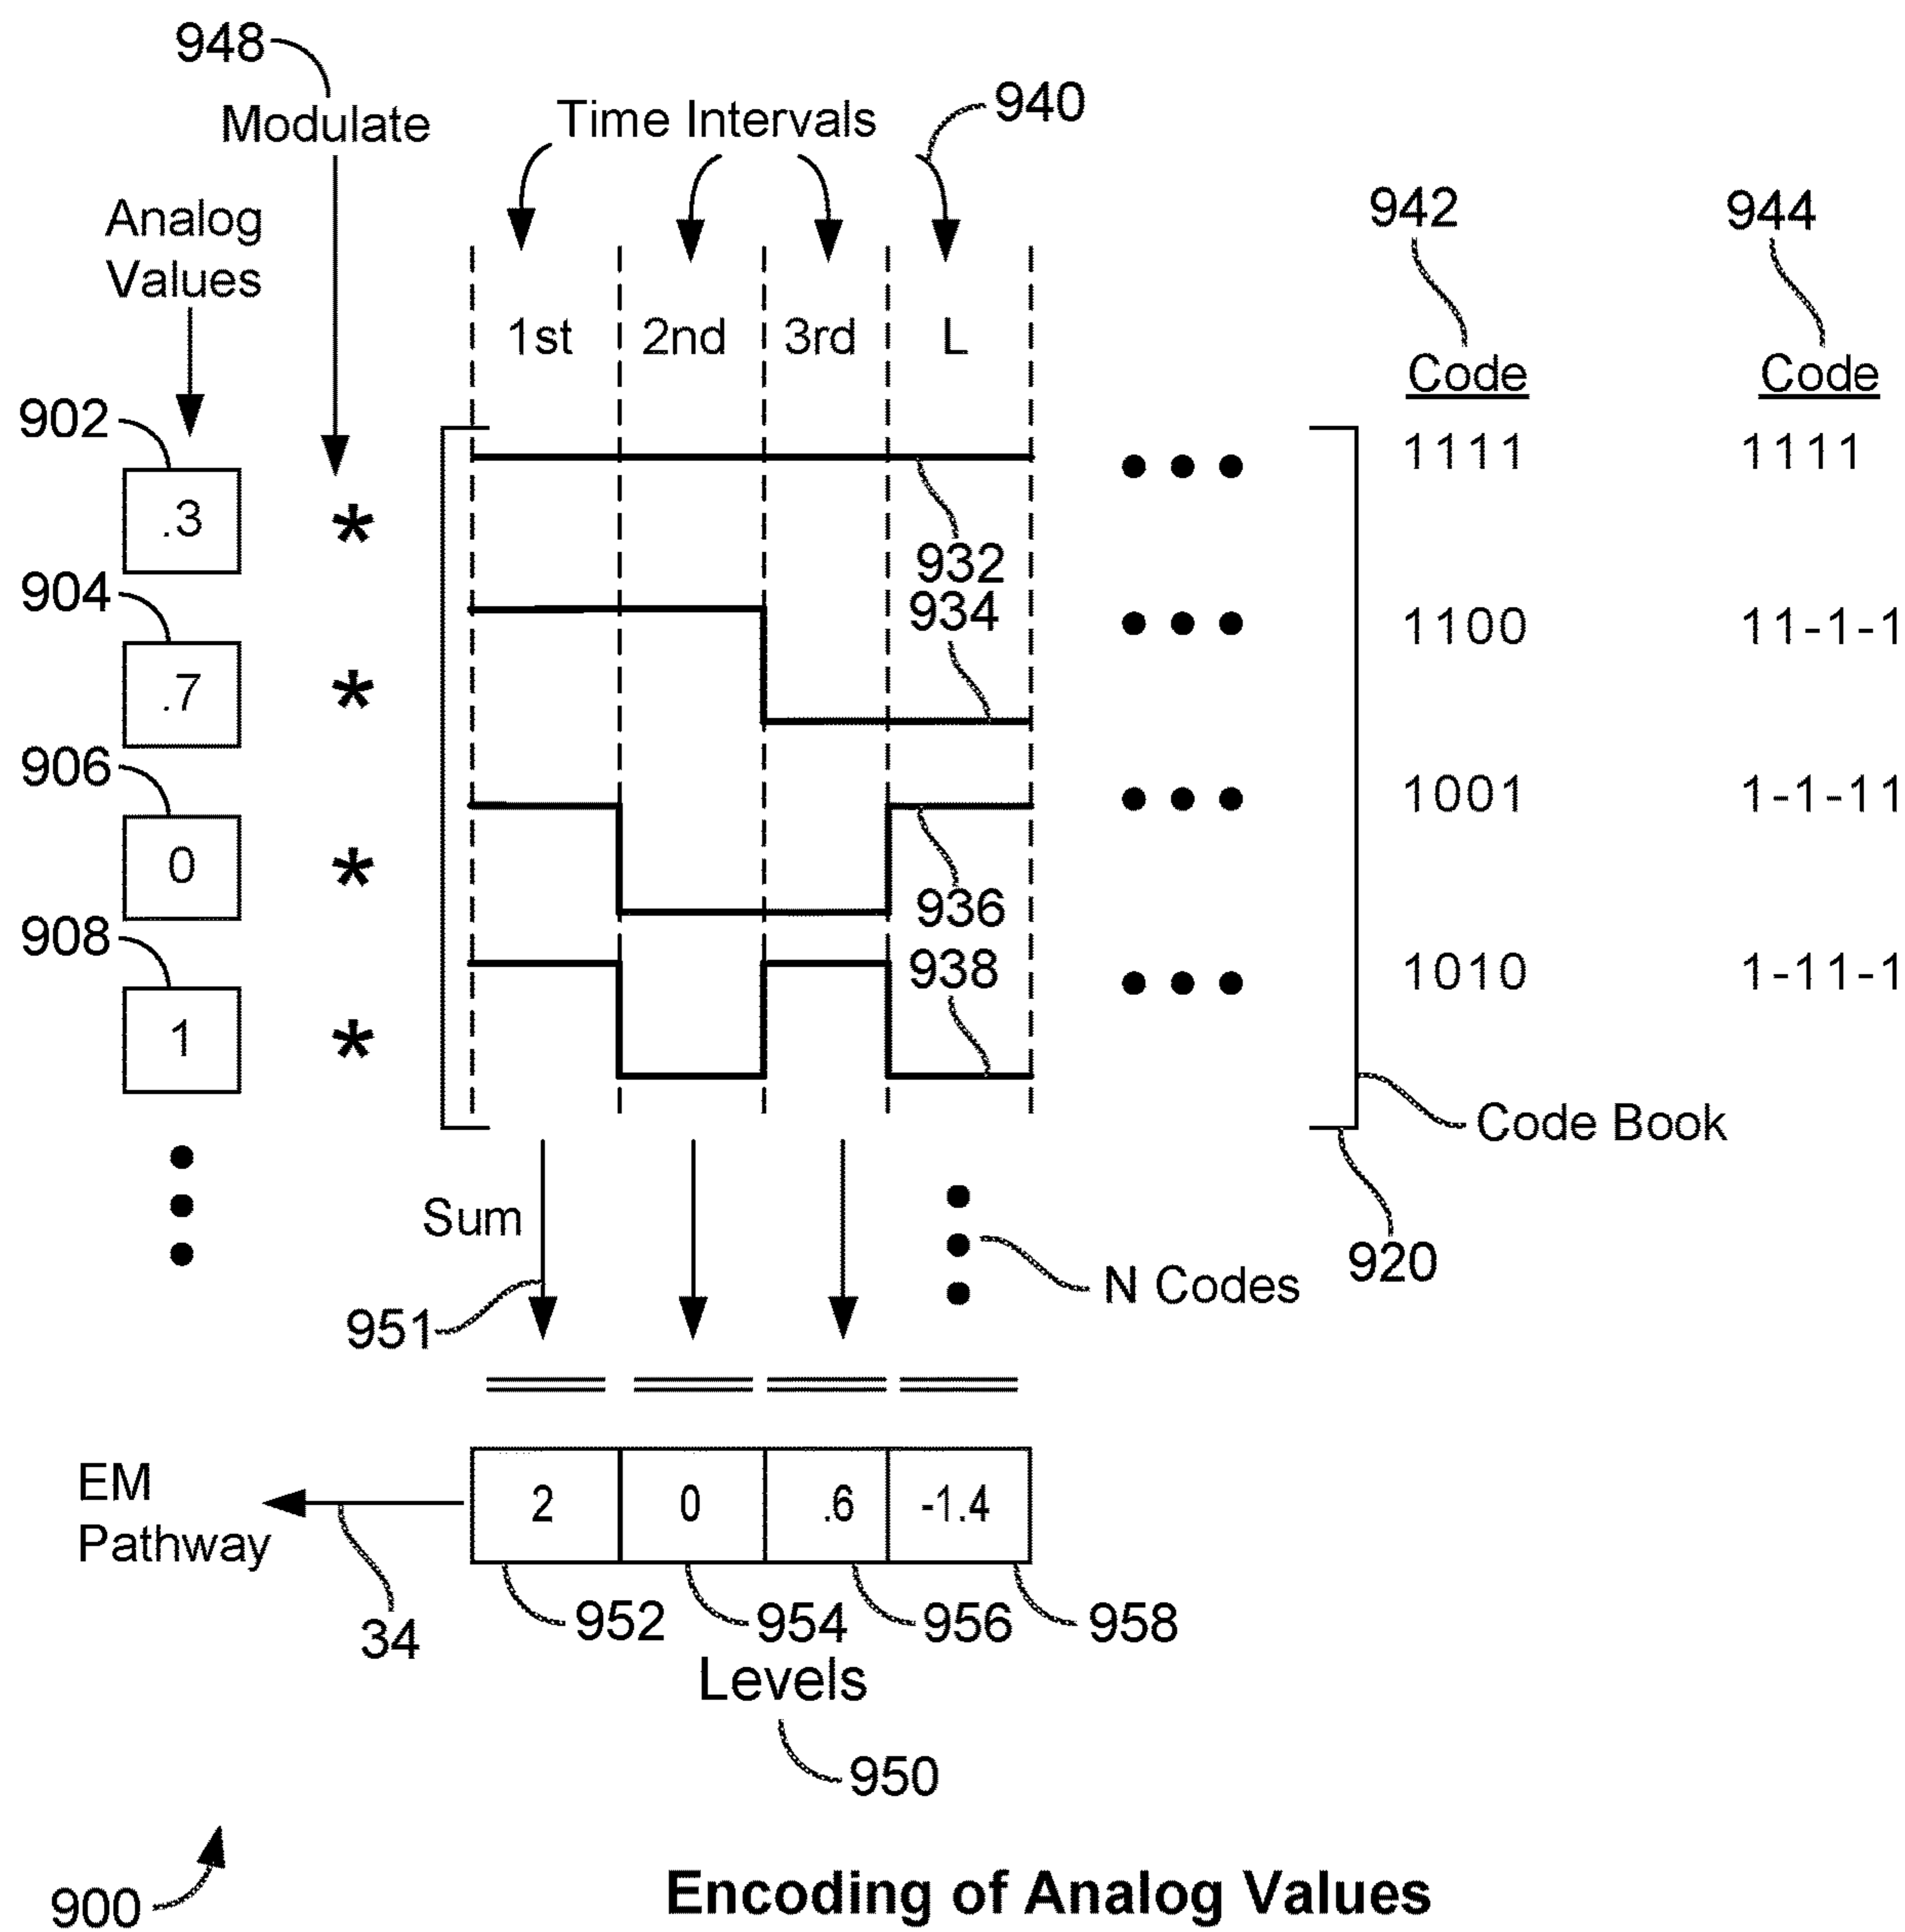 948
Modulate
Time Intervals
940
Analog
Values
942
944
1st
2nd
3rd
L
Code
Code
902
.3
*
932
1111
1111
904
.7
*
934
1100
11-1-1
906
0
*
936
1001
1-1-11
908
1
*
938
1010
1-11-1
Code Book
920
Sum
951
N Codes
EM
Pathway
34
2
0
.6
-1.4
952
954
956
958
Levels
950
900
Encoding of Analog Values